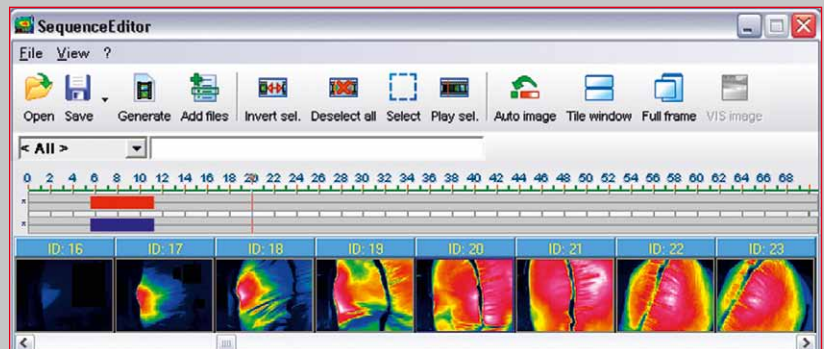 SequenceEditor
File View ?
Open Save Generate Add files Invert sel. Deselect all Select Play sel. Auto image Tile window Full frame VIS image
< All >
0 2 4 6 8 10 12 14 16 18 20 22 24 26 28 30 32 34 36 38 40 42 44 46 48 50 52 54 56 58 60 62 64 66 68
ID: 16 ID: 17 ID: 18 ID: 19 ID: 20 ID: 21 ID: 22 ID: 23